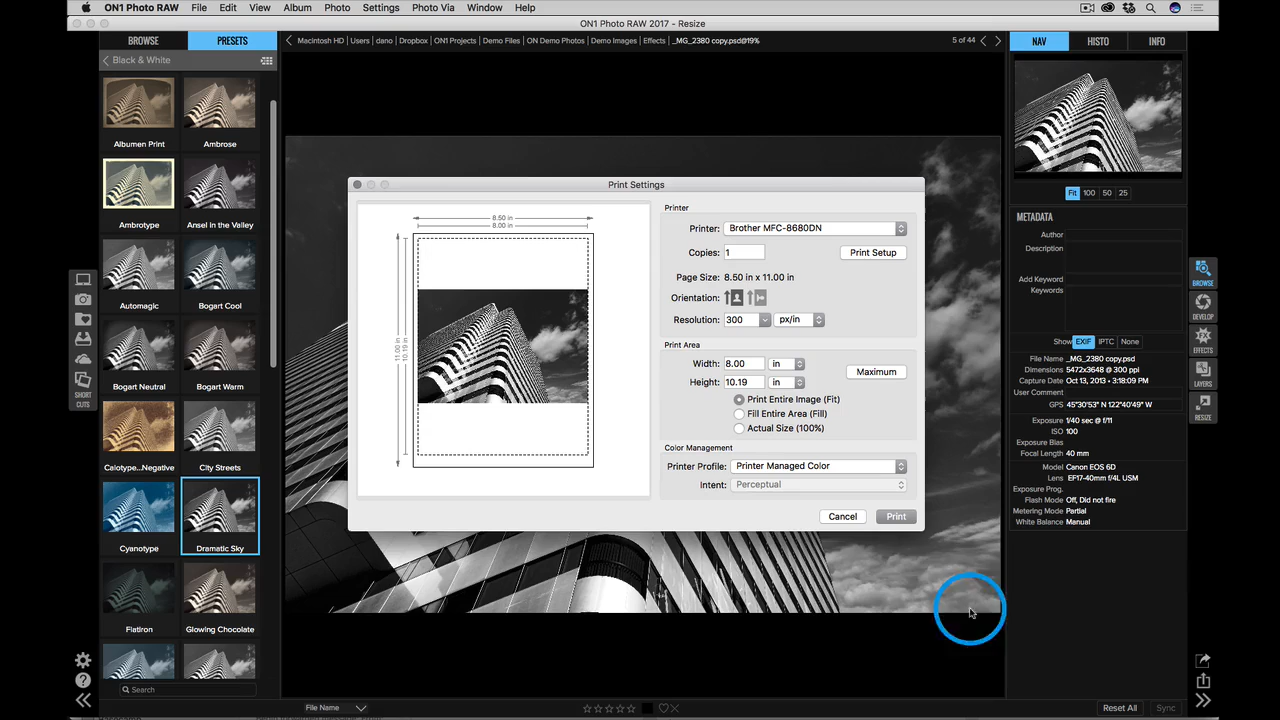 ON1 Photo RAW File Edit View Album Photo Settings Photo Via Window Help
ON1 Photo RAW 2017 - Resize
BROWSE PRESETS
Macintosh HD Users dano Dropbox ON1 Projects Demo Files ON Demo Photos Demo Images Effects _MG_2380 copy.psd@19% 5 of 44
NAV HISTO INFO
Black & White
Albumen Print Ambrose
Ambrotype Ansel in the Valley
Automagic Bogart Cool
Bogart Neutral Bogart Warm
Calotype...Negative City Streets
Cyanotype Dramatic Sky
Flatiron Glowing Chocolate
Search
SHORT CUTS
Print Settings
8.50 in
8.00 in
11.00 in
10.19 in
Printer
Printer: Brother MFC-8680DN
Copies: 1 Print Setup
Page Size: 8.50 in x 11.00 in
Orientation:
Resolution: 300 px/in
Print Area
Width: 8.00 in
Maximum
Height: 10.19 in
Print Entire Image (Fit)
Fill Entire Area (Fill)
Actual Size (100%)
Color Management
Printer Profile: Printer Managed Color
Intent: Perceptual
Cancel Print
Fit 100 50 25
METADATA
Author
Description
Add Keyword
Keywords
Show EXIF IPTC None
File Name _MG_2380 copy.psd
Dimensions 5472x3648 @ 300 ppi
Capture Date Oct 13, 2013 • 3:18:09 PM
User Comment
GPS 45°30'53" N 122°40'49" W
Exposure 1/40 sec @ f/11
ISO 100
Exposure Bias
Focal Length 40 mm
Model Canon EOS 6D
Lens EF17-40mm f/4L USM
Exposure Prog.
Flash Mode Off, Did not fire
Metering Mode Partial
White Balance Manual
BROWSE
DEVELOP
EFFECTS
LAYERS
RESIZE
File Name
Reset All Sync